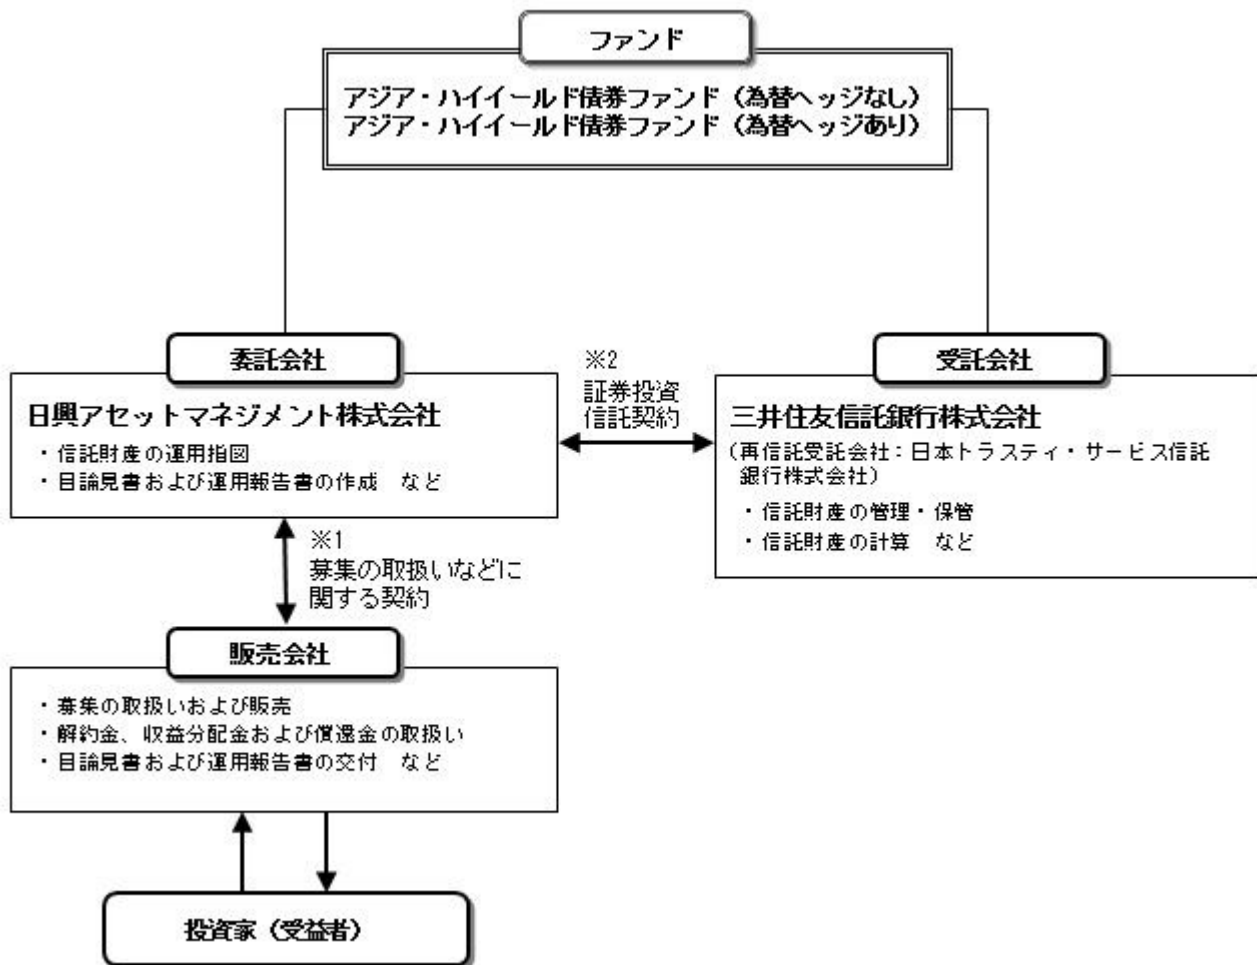 ファンド
アジア・ハイイールド債券ファンド（為替ヘッジなし）
アジア・ハイイールド債券ファンド（為替ヘッジあり）
委託会社
日興アセットマネジメント株式会社
・信託財産の運用指図
・目論見書および運用報告書の作成　など
※2
証券投資
信託契約
受託会社
三井住友信託銀行株式会社
（再信託受託会社：日本トラスティ・サービス信託
銀行株式会社）
・信託財産の管理・保管
・信託財産の計算　など
※1
募集の取扱いなどに
関する契約
販売会社
・募集の取扱いおよび販売
・解約金、収益分配金および償還金の取扱い
・目論見書および運用報告書の交付　など
投資家（受益者）